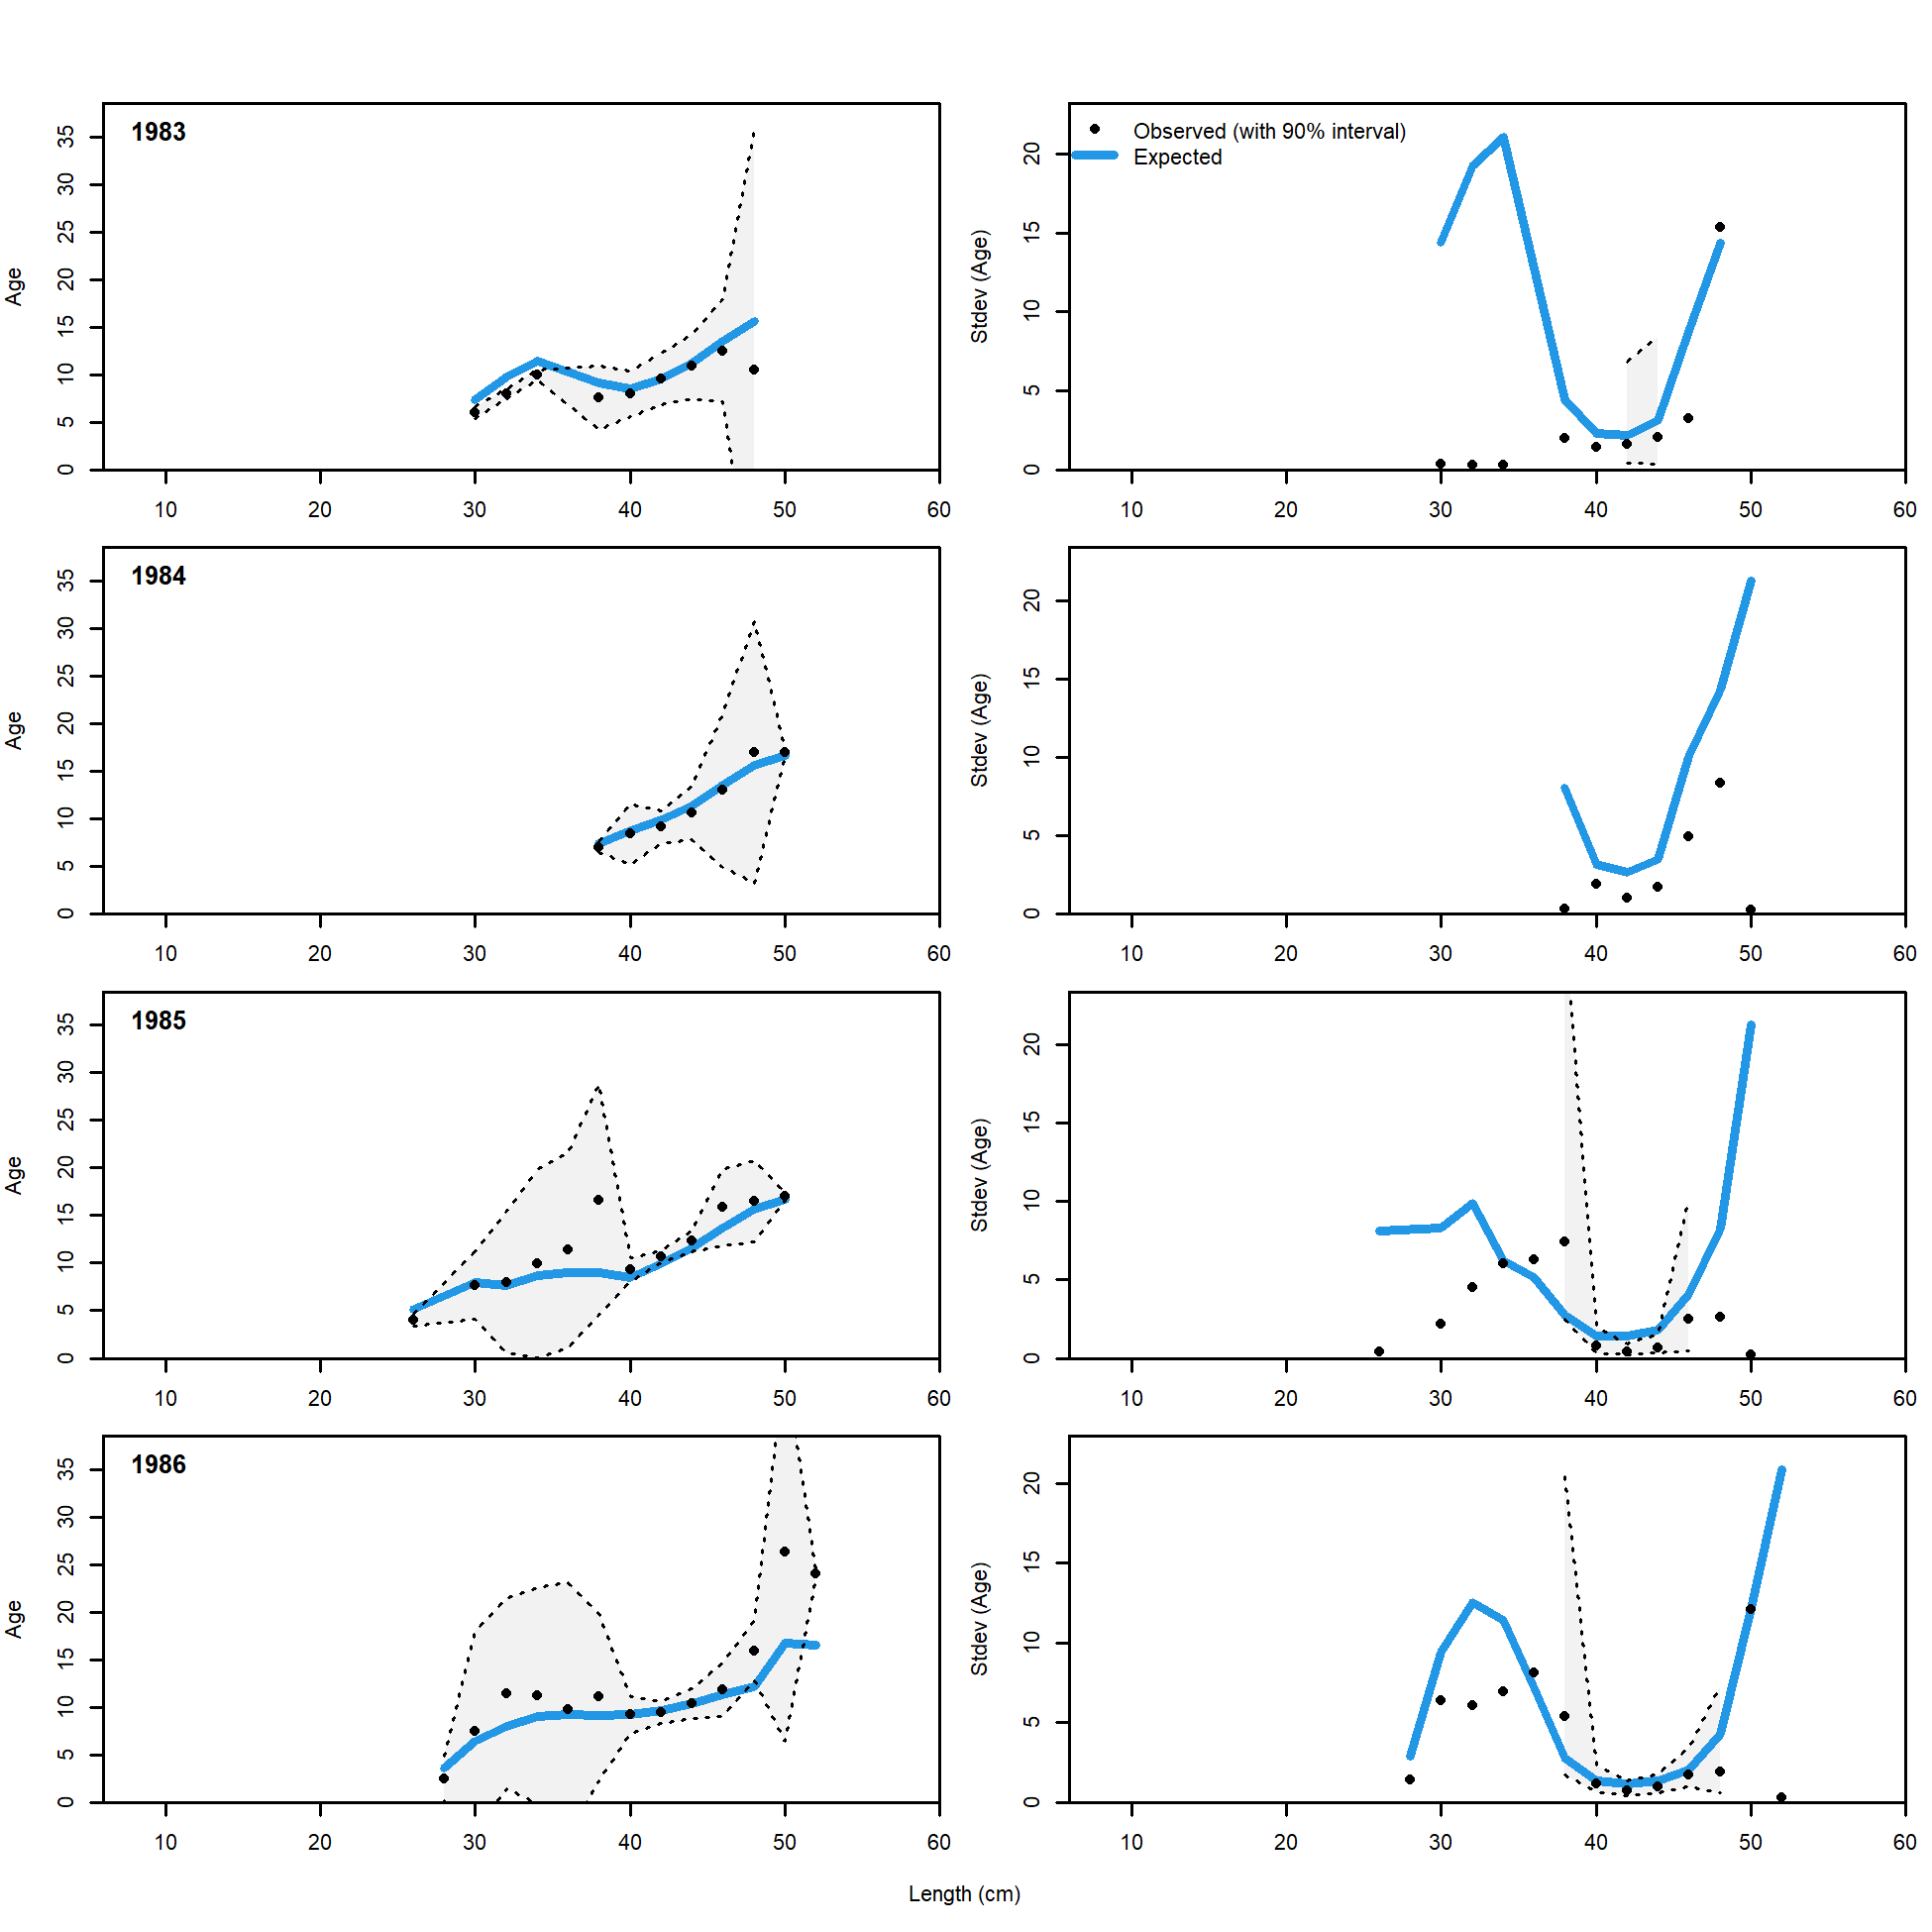 1983
Age
0 5 10 15 20 25 30 35
10 20 30 40 50 60
Observed (with 90% interval)
Expected
Stdev (Age)
0 5 10 15 20
10 20 30 40 50 60
1984
Age
0 5 10 15 20 25 30 35
10 20 30 40 50 60
Stdev (Age)
0 5 10 15 20
10 20 30 40 50 60
1985
Age
0 5 10 15 20 25 30 35
10 20 30 40 50 60
Stdev (Age)
0 5 10 15 20
10 20 30 40 50 60
1986
Age
0 5 10 15 20 25 30 35
10 20 30 40 50 60
Stdev (Age)
0 5 10 15 20
10 20 30 40 50 60
Length (cm)